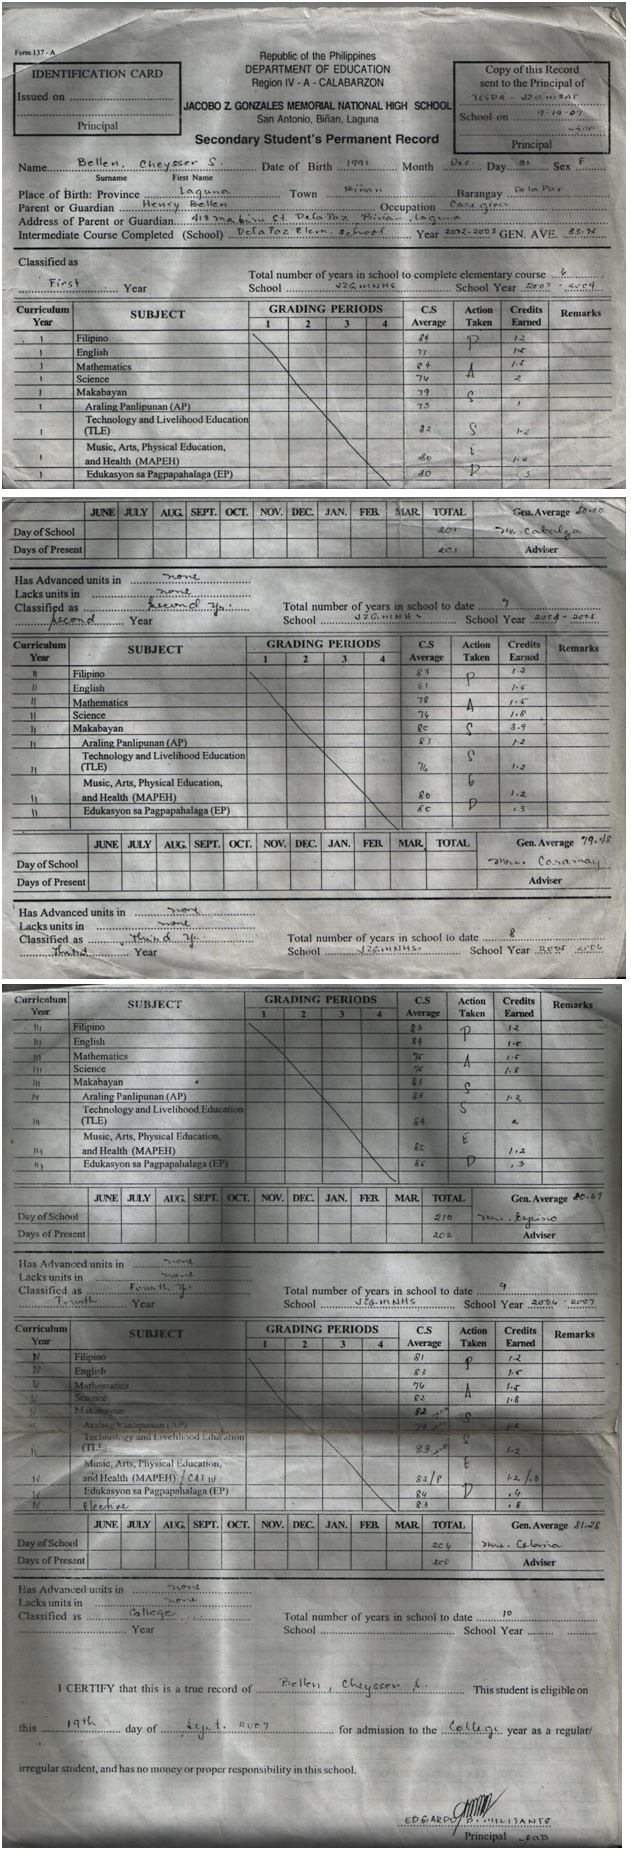 Form 137 - A
IDENTIFICATION CARD
Issued on
Principal
Republic of the Philippines
DEPARTMENT OF EDUCATION
Region IV - A - CALABARZON
JACOBO Z. GONZALES MEMORIAL NATIONAL HIGH SCHOOL
San Antonio, Biñan, Laguna
Secondary Student's Permanent Record
Copy of this Record
sent to the Principal of
School on 9-19-07
Principal
Name Bellen, Cheysser S. Date of Birth 1991 Month Dec. Day 31 Sex F
Surname First Name
Place of Birth: Province Laguna Town Biñan Barangay Dela Paz
Parent or Guardian Henry Bellen Occupation Caregiver
Address of Parent or Guardian St. Dela Paz Biñan, Laguna
Intermediate Course Completed (School) Dela Paz Elem. School Year 2002-2003 GEN. AVE.
Classified as
First Year
Total number of years in school to complete elementary course 6
School JZGMNHS School Year 2003 - 2004
Curriculum Year SUBJECT GRADING PERIODS 1 2 3 4 C.S Average Action Taken Credits Earned Remarks
1 Filipino 84 P 1.2
1 English 77 1.5
1 Mathematics 84 A 1.5
1 Science 76 2
1 Makabayan 79 S
1 Araling Panlipunan (AP) 75 1
Technology and Livelihood Education
1 (TLE) 82 S 1.2
Music, Arts, Physical Education, E
1 and Health (MAPEH) 80
1 Edukasyon sa Pagpapahalaga (EP) 80 D .3
JUNE JULY AUG. SEPT. OCT. NOV. DEC. JAN. FEB. MAR. TOTAL Gen. Average 80.00
Day of School 201
Days of Present 201 Adviser
Has Advanced units in none
Lacks units in none
Classified as Second Yr. Total number of years in school to date 7
Second Year School JZGMNHS School Year 2004 - 2005
Curriculum Year SUBJECT GRADING PERIODS 1 2 3 4 C.S Average Action Taken Credits Earned Remarks
II Filipino 83 P 1.2
II English 81 1.5
II Mathematics 78 A 1.5
II Science 76 1.8
II Makabayan 80 S 3.9
II Araling Panlipunan (AP) 83 1.2
Technology and Livelihood Education S
II (TLE) 76 1.2
Music, Arts, Physical Education, E
II and Health (MAPEH) 80 1.2
II Edukasyon sa Pagpapahalaga (EP) 80 D .3
JUNE JULY AUG. SEPT. OCT. NOV. DEC. JAN. FEB. MAR. TOTAL Gen. Average 79.48
Day of School
Days of Present Adviser
Has Advanced units in none
Lacks units in none
Classified as Third Yr Total number of years in school to date 8
Third Year School JZGMNHS School Year 2005 2006
Curriculum Year SUBJECT GRADING PERIODS 1 2 3 4 C.S Average Action Taken Credits Earned Remarks
III Filipino 83 P 1.2
III English 84 1.5
III Mathematics 75 A 1.5
III Science 75 1.8
III Makabayan 83 S
III Araling Panlipunan (AP) 83 1.2
Technology and Livelihood Education S
III (TLE) 84
Music, Arts, Physical Education, E
III and Health (MAPEH) 1.2
III Edukasyon sa Pagpapahalaga (EP) D .3
JUNE JULY AUG. SEPT. OCT. NOV. DEC. JAN. FEB. MAR. TOTAL Gen. Average 80.67
Day of School 210 Mrs. Espino
Days of Present 202 Adviser
Has Advanced units in none
Lacks units in none
Classified as Fourth Yr. Total number of years in school to date 9
Fourth Year School JZGMNHS School Year 2006 - 2007
Curriculum Year SUBJECT GRADING PERIODS 1 2 3 4 C.S Average Action Taken Credits Earned Remarks
IV Filipino 81 P 1.2
IV English 83 1.5
IV Mathematics 76 A 1.5
IV Science 82 1.8
IV Makabayan 82 S
Araling Panlipunan (AP) 1.2
Technology and Livelihood Education S
IV (TLE) 83 1.2
Music, Arts, Physical Education, E
IV and Health (MAPEH) / CAT IV 82/P 1.2 / .3
IV Edukasyon sa Pagpapahalaga (EP) 84 D .4
IV Elective 83 .8
JUNE JULY AUG. SEPT. OCT. NOV. DEC. JAN. FEB. MAR. TOTAL Gen. Average 81.28
Day of School 206
Days of Present Adviser
Has Advanced units in none
Lacks units in none
Classified as College Total number of years in school to date 10
Year School School Year
I CERTIFY that this is a true record of Bellen, Cheysser S. This student is eligible on
this 19th day of Sept. 2007 for admission to the College year as a regular/
irregular student, and has no money or proper responsibility in this school.
EDGARDO MILITANTE
Principal